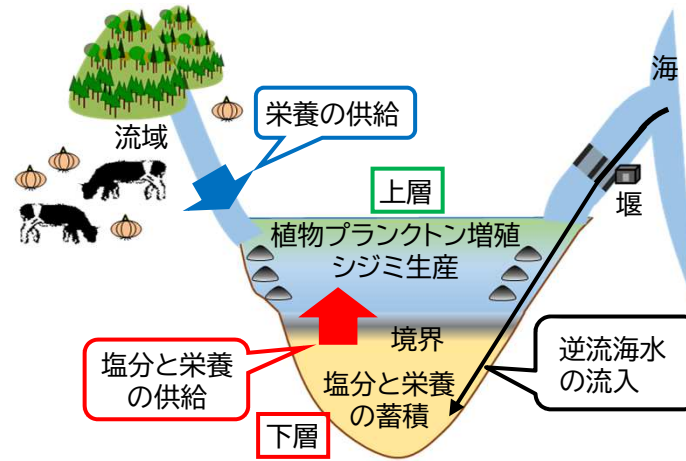 海
栄養の供給
流域
堰
上層
植物プランクトン増殖
シジミ生産
境界
塩分と栄養
の供給
逆流海水
の流入
塩分と栄養
の蓄積
下層